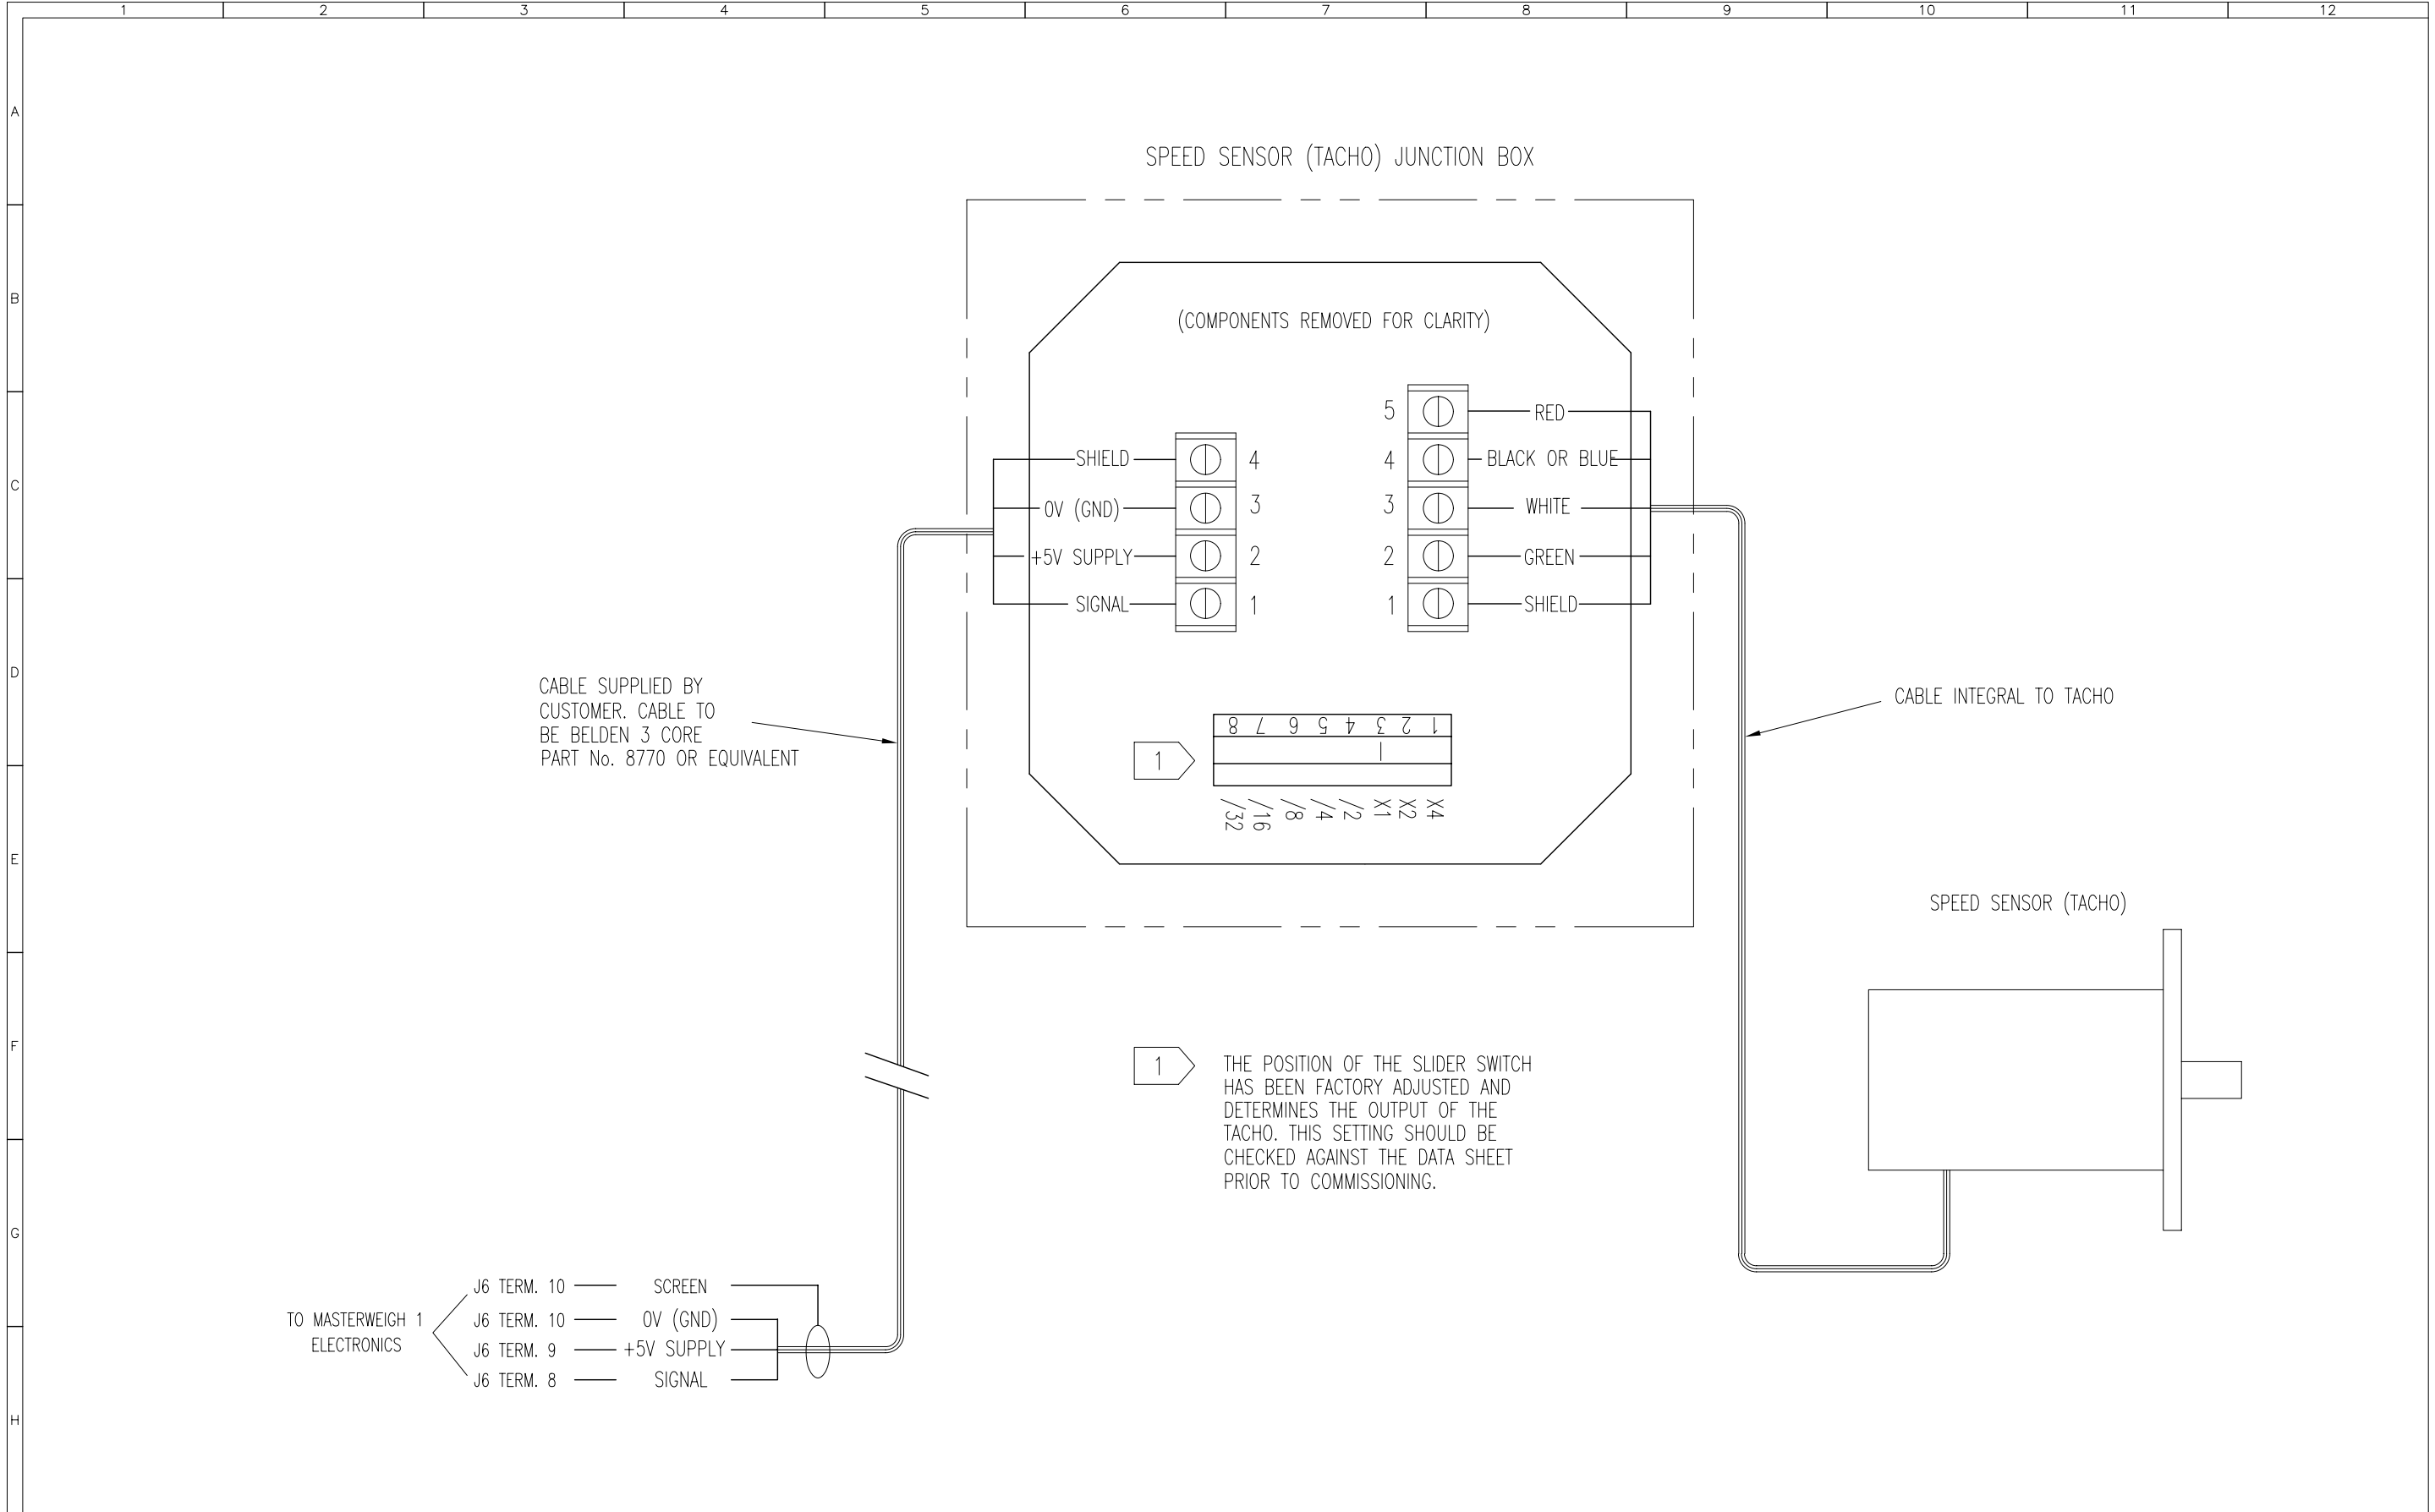 1 2 3 4 5 6 7 8 9 10 11 12
A
B
C
D
E
F
G
H
SPEED SENSOR (TACHO) JUNCTION BOX
(COMPONENTS REMOVED FOR CLARITY)
SHIELD 4
0V (GND) 3
+5V SUPPLY 2
SIGNAL 1
5 RED
4 BLACK OR BLUE
3 WHITE
2 GREEN
1 SHIELD
CABLE SUPPLIED BY
CUSTOMER. CABLE TO
BE BELDEN 3 CORE
PART No. 8770 OR EQUIVALENT
CABLE INTEGRAL TO TACHO
8 7 6 5 4 3 2 1
1
/32 /16 /8 /4 /2 X1 X2 X4
SPEED SENSOR (TACHO)
1
THE POSITION OF THE SLIDER SWITCH
HAS BEEN FACTORY ADJUSTED AND
DETERMINES THE OUTPUT OF THE
TACHO. THIS SETTING SHOULD BE
CHECKED AGAINST THE DATA SHEET
PRIOR TO COMMISSIONING.
TO MASTERWEIGH 1
ELECTRONICS
J6 TERM. 10 SCREEN
J6 TERM. 10 0V (GND)
J6 TERM. 9 +5V SUPPLY
J6 TERM. 8 SIGNAL